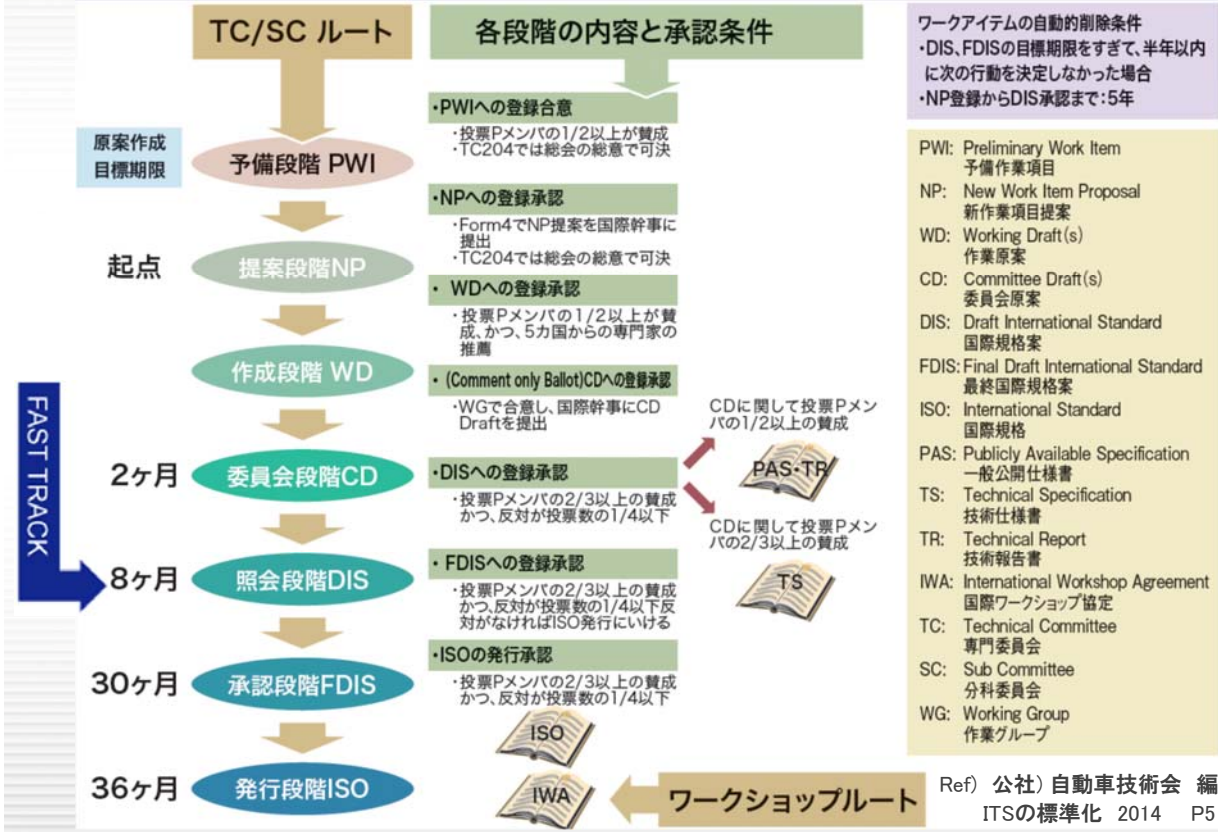 TC/SC ルート
各段階の内容と承認条件
ワークアイテムの自動的削除条件
・DIS、FDISの目標期限をすぎて、半年以内
に次の行動を決定しなかった場合
・NP登録からDIS承認まで:5年
原案作成
目標期限
予備段階 PWI
・PWIへの登録合意
・投票Pメンバの1/2以上が賛成
・TC204では総会の総意で可決
起点
提案段階NP
・NPへの登録承認
・Form4でNP提案を国際幹事に
提出
・TC204では総会の総意で可決
作成段階 WD
・ WDへの登録承認
・投票Pメンバの1/2以上が賛
成、かつ、5カ国からの専門家の
推薦
・ (Comment only Ballot)CDへの登録承認
・WGで合意し、国際幹事にCD
Draftを提出
FAST TRACK
2ヶ月
委員会段階CD
・DISへの登録承認
・投票Pメンバの2/3以上の賛成
かつ、反対が投票数の1/4以下
CDに関して投票Pメン
バの1/2以上の賛成
PAS・TR
CDに関して投票Pメン
バの2/3以上の賛成
TS
8ヶ月
照会段階DIS
・ FDISへの登録承認
・投票Pメンバの2/3以上の賛成
かつ、反対が投票数の1/4以下反
対がなければISO発行にいける
30ヶ月
承認段階FDIS
・ISOの発行承認
・投票Pメンバの2/3以上の賛成
かつ、反対が投票数の1/4以下
ISO
36ヶ月
発行段階ISO
IWA
ワークショップルート
PWI: Preliminary Work Item
予備作業項目
NP: New Work Item Proposal
新作業項目提案
WD: Working Draft(s)
作業原案
CD: Committee Draft(s)
委員会原案
DIS: Draft International Standard
国際規格案
FDIS: Final Draft International Standard
最終国際規格案
ISO: International Standard
国際規格
PAS: Publicly Available Specification
一般公開仕様書
TS: Technical Specification
技術仕様書
TR: Technical Report
技術報告書
IWA: International Workshop Agreement
国際ワークショップ協定
TC: Technical Committee
専門委員会
SC: Sub Committee
分科委員会
WG: Working Group
作業グループ
Ref) 公社)自動車技術会 編
ITSの標準化 2014 P5